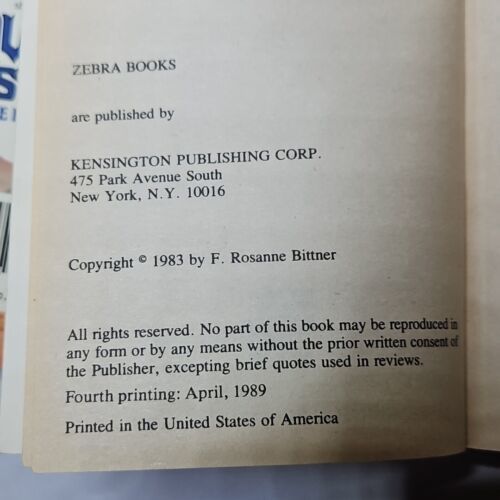 ZEBRA BOOKS
are published by
KENSINGTON PUBLISHING CORP.
475 Park Avenue South
New York, N.Y. 10016
Copyright © 1983 by F. Rosanne Bittner
All rights reserved. No part of this book may be reproduced in
any form or by any means without the prior written consent of
the Publisher, excepting brief quotes used in reviews.
Fourth printing: April, 1989
Printed in the United States of America